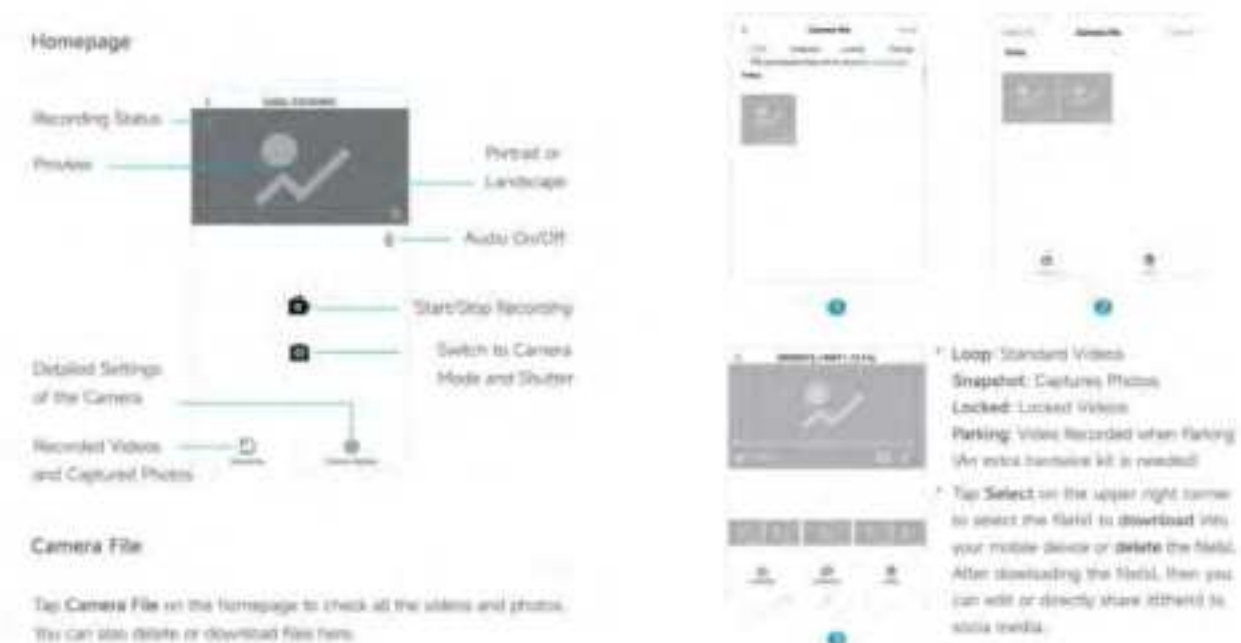 Homepage
Recording Status
Preview
Portrait or
Landscape
Audio On/Off
Start/Stop Recording
Switch to Camera
Mode and Shutter
Detailed Settings
of the Camera
Recorded Videos
and Captured Photos
Camera File
Tap Camera File on the homepage to check all the videos and photos.
You can also delete or download files here.
Camera File
Camera File
* Loop: Standard Videos
Snapshot: Captures Photos
Locked: Locked Videos
Parking: Video Recorded when Parking
(An extra hardwire kit is needed)
* Tap Select on the upper right corner
to select the file(s) to download into
your mobile device or delete the file(s).
After downloading the file(s), then you
can edit or directly share it(them) to
social media.